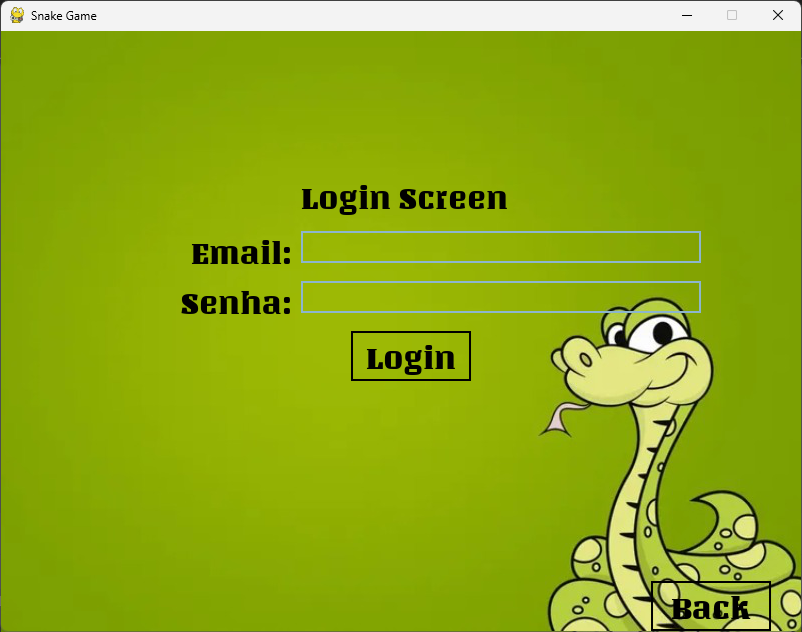 Snake Game
Login Screen
Email:
Senha:
Login
Back